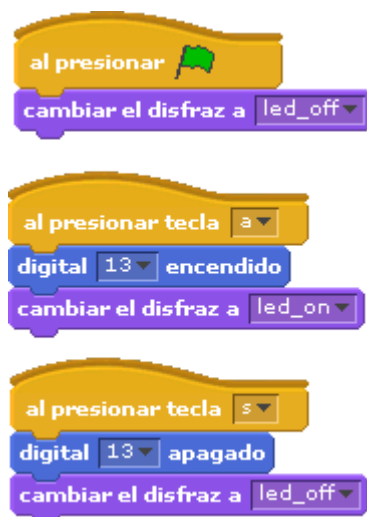 al presionar
cambiar el disfraz a led_off
al presionar tecla a
digital 13 encendido
cambiar el disfraz a led_on
al presionar tecla s
digital 13 apagado
cambiar el disfraz a led_off